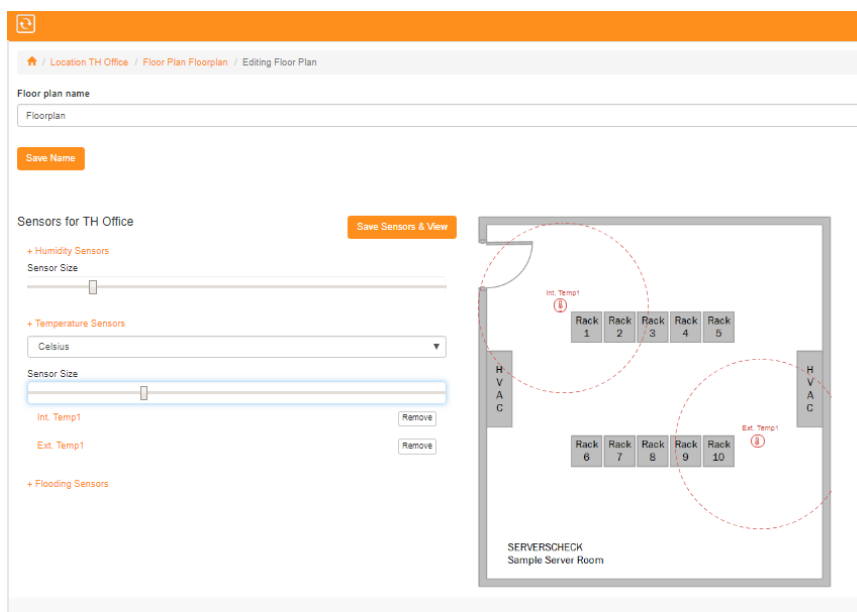 / Location TH Office / Floor Plan Floorplan / Editing Floor Plan
Floor plan name
Floorplan
Save Name
Sensors for TH Office
Save Sensors & View
+ Humidity Sensors
Sensor Size
+ Temperature Sensors
Celsius
Sensor Size
Int. Temp1 Remove
Ext. Temp1 Remove
+ Flooding Sensors
Int. Temp1
Rack 1
Rack 2
Rack 3
Rack 4
Rack 5
HVAC
HVAC
Ext. Temp1
Rack 6
Rack 7
Rack 8
Rack 9
Rack 10
SERVERSCHECK
Sample Server Room